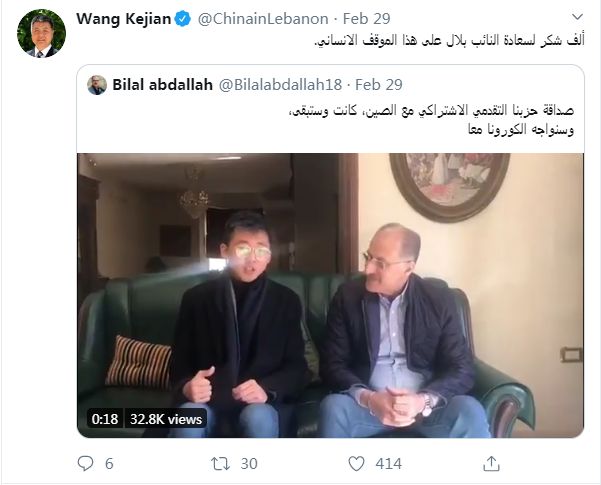 Wang Kejian @ChinainLebanon · Feb 29
ألف شكر لسعادة النائب بلال على هذا الموقف الانساني.
Bilal abdallah @Bilalabdallah18 · Feb 29
صداقة حزبنا التقدمي الاشتراكي مع الصين، كانت وستبقى،
وسنواجه الكورونا معا
0:18 32.8K views
6 30 414